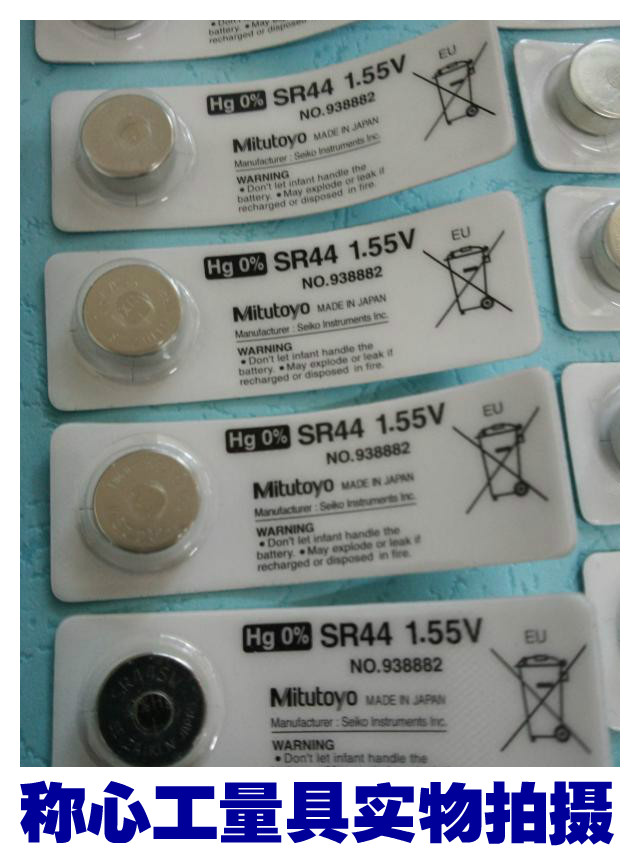 • Don't
battery. • May explode
recharged or disposed
EU
Hg 0% SR44 1.55V
NO.938882
Mitutoyo MADE IN JAPAN
Manufacturer : Seiko Instruments Inc.
WARNING
• Don't let infant handle the
battery. • May explode or leak if
recharged or disposed in fire.
EU
Hg 0% SR44 1.55V
NO.938882
Mitutoyo MADE IN JAPAN
Manufacturer : Seiko Instruments Inc.
WARNING
• Don't let infant handle the
battery. • May explode or leak if
recharged or disposed in fire.
EU
Hg 0% SR44 1.55V
NO.938882
Mitutoyo MADE IN JAPAN
Manufacturer : Seiko Instruments Inc.
WARNING
• Don't let infant handle the
battery. • May explode or leak if
recharged or disposed in fire.
EU
Hg 0% SR44 1.55V
NO.938882
Mitutoyo MADE IN JAPAN
Manufacturer : Seiko Instruments Inc.
WARNING
• Don't let infant handle the
称心工量具实物拍摄